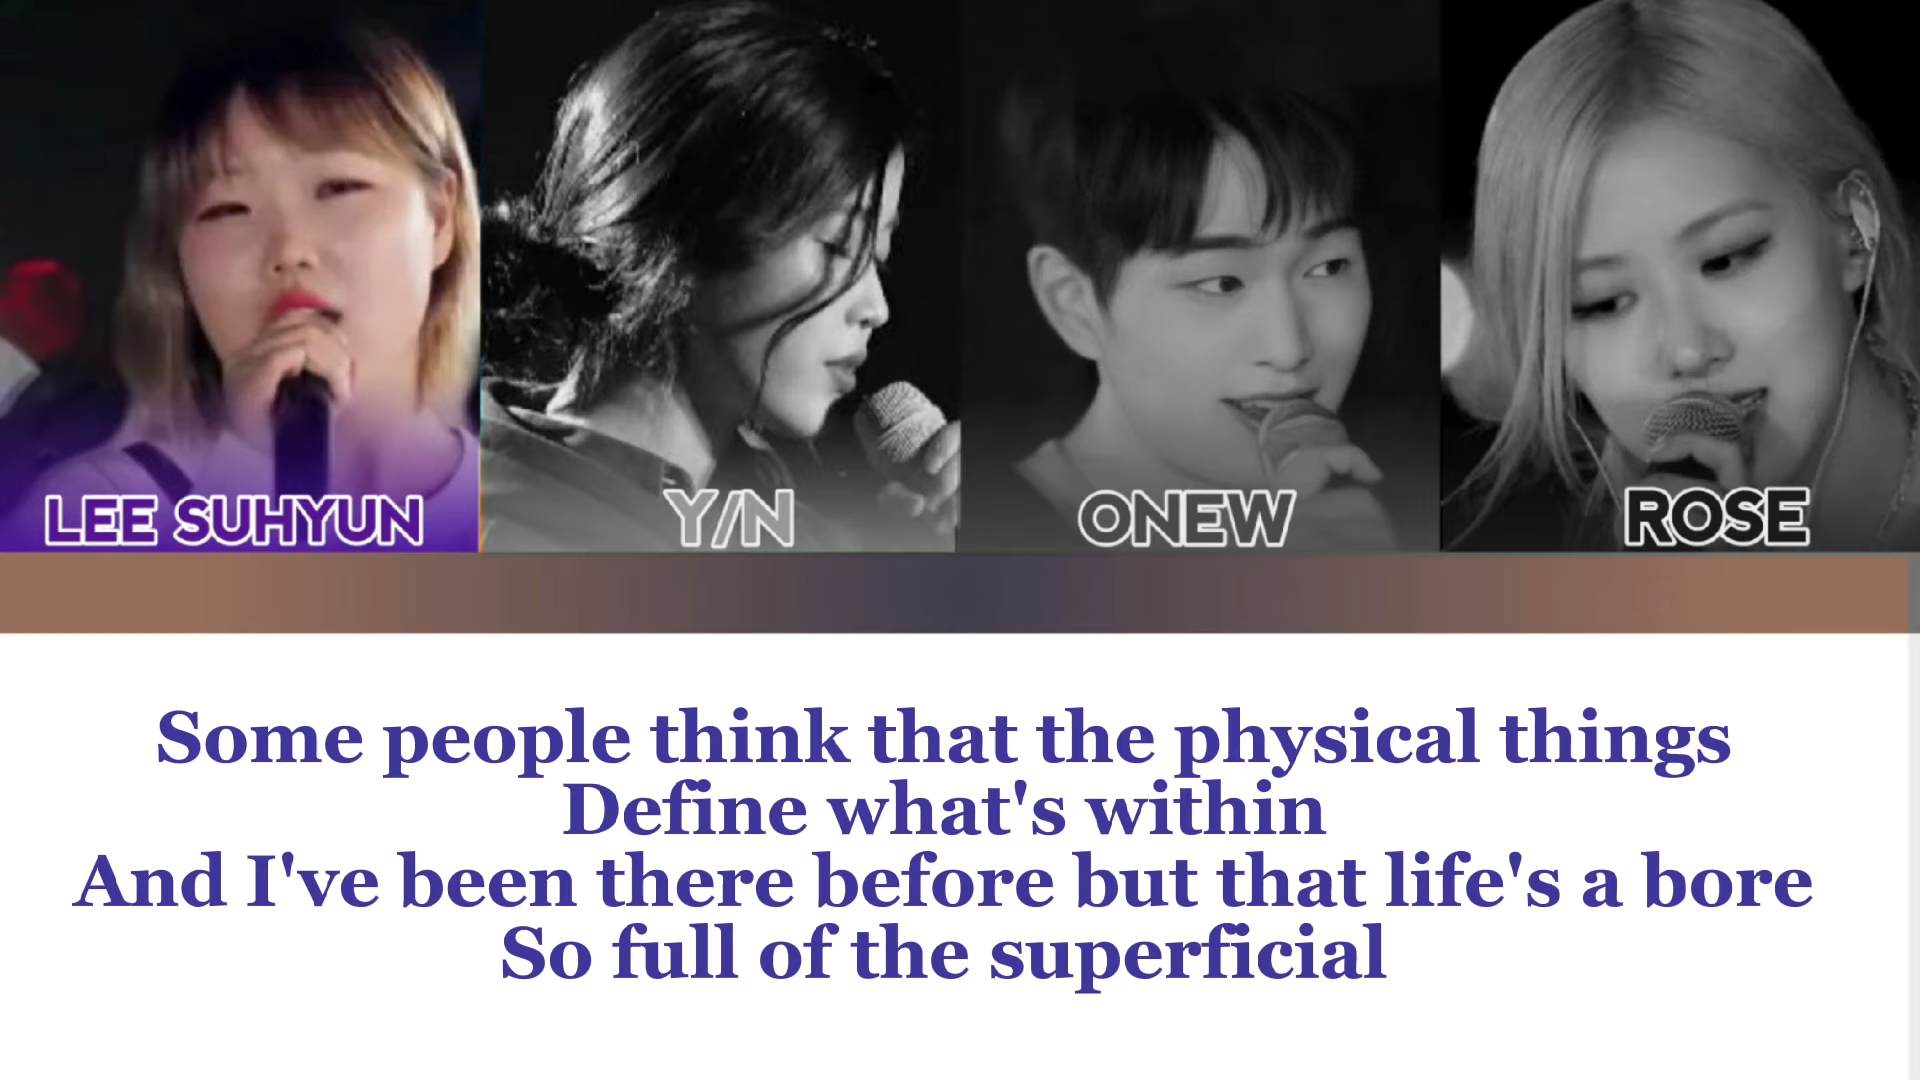 LEE SUHYUN
Y/N
ONEW
ROSE
Some people think that the physical things
Define what's within
And I've been there before but that life's a bore
So full of the superficial